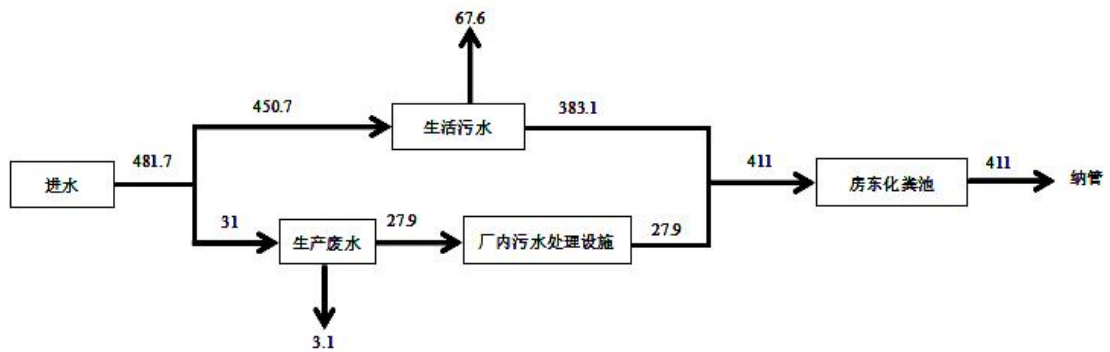 67.6
450.7
生活污水
383.1
进水
481.7
411
房东化粪池
411
纳管
31
生产废水
27.9
厂内污水处理设施
27.9
3.1